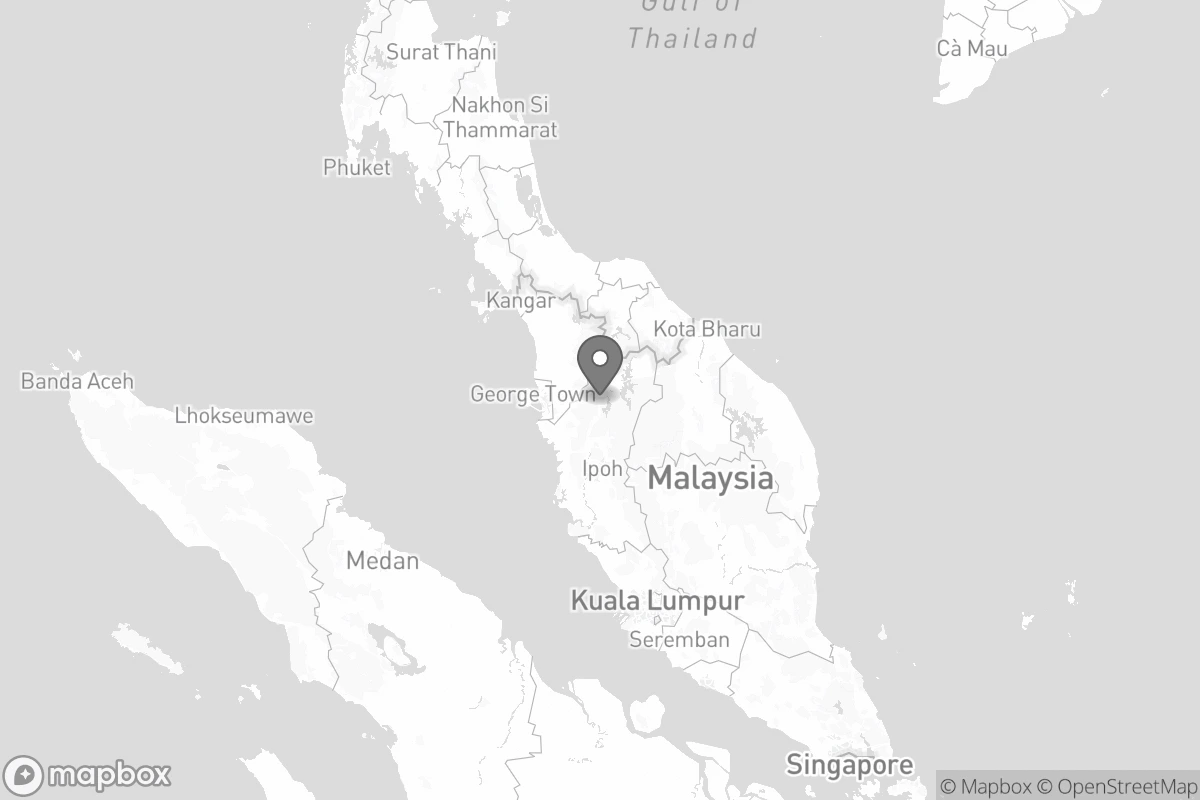 Gulf of
Thailand
Surat Thani
Cà Mau
Nakhon Si
Thammarat
Phuket
Kangar
Kota Bharu
Banda Aceh
George Town
Lhokseumawe
Ipoh
Malaysia
Medan
Kuala Lumpur
Seremban
Singapore
mapbox
© Mapbox © OpenStreetMap